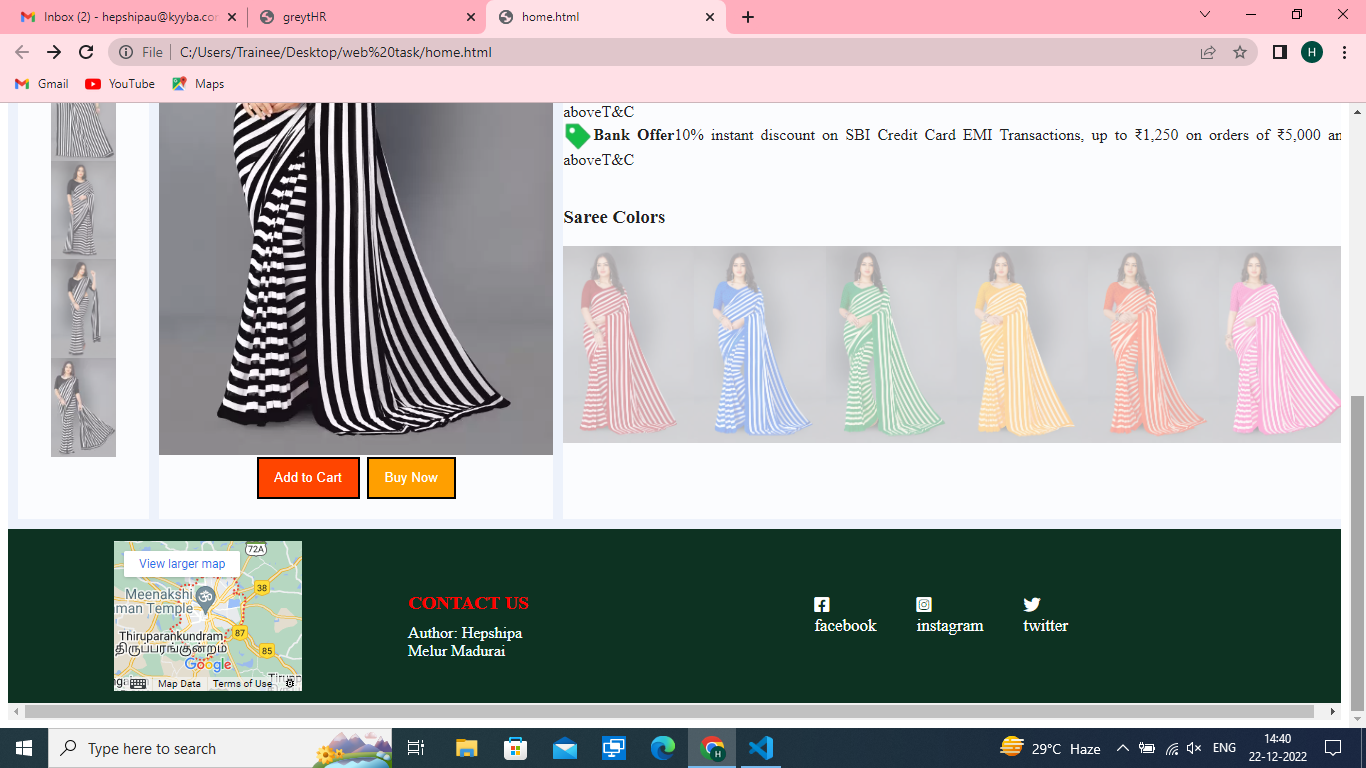 Inbox (2) - hepshipau@kyyba.com
greytHR
home.html
File
C:/Users/Trainee/Desktop/web%20task/home.html
H
Gmail
YouTube
Maps
aboveT&C
Bank Offer10% instant discount on SBI Credit Card EMI Transactions, up to ₹1,250 on orders of ₹5,000 an
aboveT&C
Saree Colors
Add to Cart
Buy Now
View larger map
72A
38
Meenakshi
man Temple
Thiruparankundram
திருப்பரங்குன்றம்
87
85
Google
Map Data
Terms of Use
CONTACT US
Author: Hepshipa
Melur Madurai
facebook
instagram
twitter
Type here to search
29°C Haze
ENG
14:40
22-12-2022